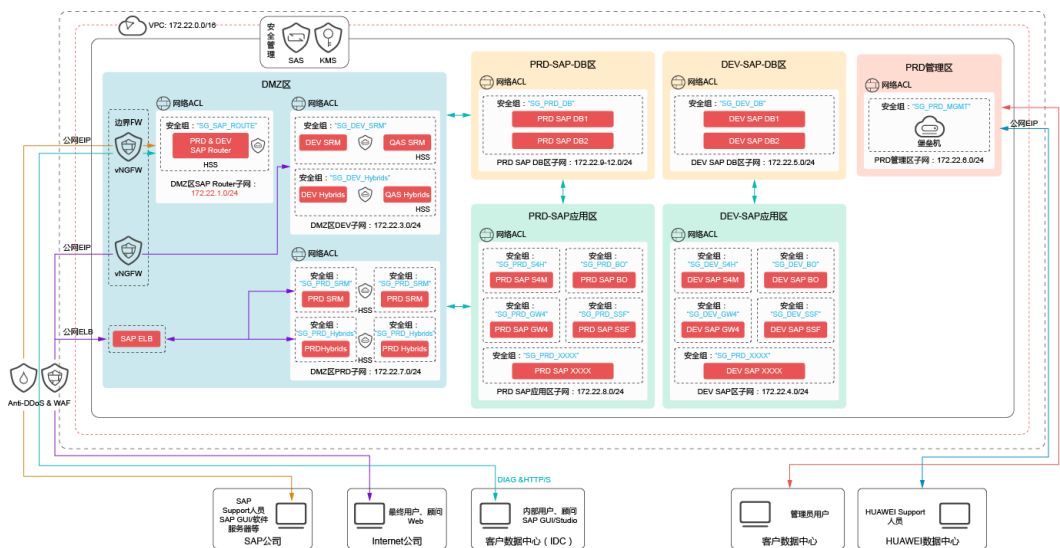 VPC: 172.22.0.0/16
安全管理
SAS
KMS
DMZ区
边界FW
公网EIP
vNGFW
公网EIP
vNGFW
公网ELB
SAP ELB
Anti-DDoS & WAF
网络ACL
安全组："SG_SAP_ROUTE"
PRD & DEV
SAP Router
HSS
DMZ区SAP Router子网：
172.22.1.0/24
网络ACL
安全组："SG_DEV_SRM"
DEV SRM
QAS SRM
HSS
安全组："SG_DEV_Hybrids"
DEV Hybrids
QAS Hybrids
HSS
DMZ区DEV子网：172.22.3.0/24
网络ACL
安全组：
"SG_PRD_SRM"
PRD SRM
安全组：
"SG_PRD_SRM"
PRD SRM
HSS
安全组：
"SG_PRD_Hybrids"
PRDHybrids
安全组：
"SG_PRD_Hybrids"
PRD Hybrids
HSS
DMZ区PRD子网：172.22.7.0/24
PRD-SAP-DB区
网络ACL
安全组："SG_PRD_DB"
PRD SAP DB1
PRD SAP DB2
PRD SAP DB区子网：172.22.9-12.0/24
DEV-SAP-DB区
网络ACL
安全组："SG_DEV_DB"
DEV SAP DB1
DEV SAP DB2
DEV SAP DB区子网：172.22.5.0/24
PRD管理区
网络ACL
安全组："SG_PRD_MGMT"
堡垒机
PRD管理区子网：172.22.6.0/24
公网EIP
PRD-SAP应用区
网络ACL
安全组：
"SG_PRD_S4H"
PRD SAP S4M
安全组：
"SG_PRD_BO"
PRD SAP BO
安全组：
"SG_PRD_GW4"
PRD SAP GW4
安全组：
"SG_PRD_SSF"
PRD SAP SSF
安全组："SG_PRD_XXXX"
PRD SAP XXXX
PRD SAP应用区子网：172.22.8.0/24
DEV-SAP应用区
网络ACL
安全组：
"SG_DEV_S4H"
DEV SAP S4M
安全组：
"SG_DEV_BO"
DEV SAP BO
安全组：
"SG_DEV_GW4"
DEV SAP GW4
安全组：
"SG_DEV_SSF"
DEV SAP SSF
安全组："SG_PRD_XXXX"
DEV SAP XXXX
DEV SAP区子网：172.22.4.0/24
DIAG &HTTP/S
SAP
Support人员
SAP GUI/软件
服务器等
SAP公司
最终用户、顾问
Web
Internet公司
内部用户、顾问
SAP GUI/Studio
客户数据中心（IDC）
管理员用户
客户数据中心
HUAWEI Support
人员
HUAWEI数据中心